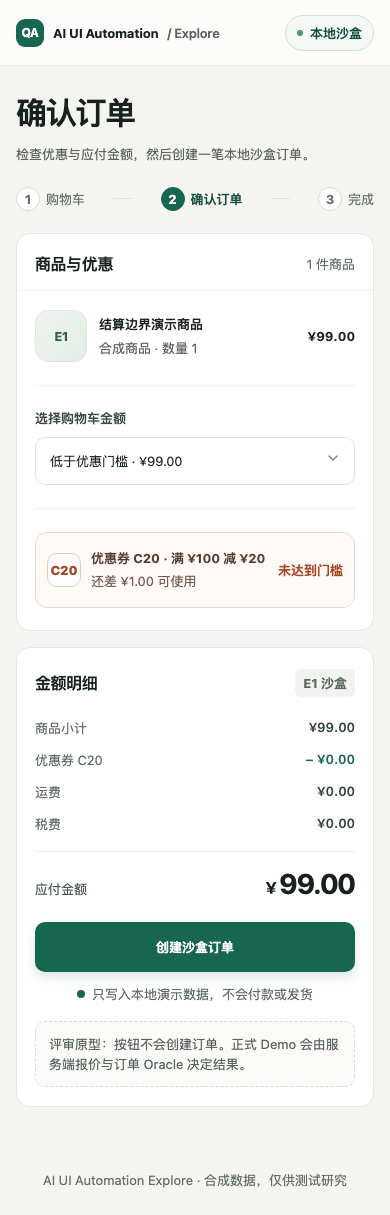 QA AI UI Automation / Explore 本地沙盒
确认订单
检查优惠与应付金额，然后创建一笔本地沙盒订单。
1 购物车 2 确认订单 3 完成
商品与优惠 1 件商品
E1 结算边界演示商品 ¥99.00
合成商品 · 数量 1
选择购物车金额
低于优惠门槛 · ¥99.00
C20 优惠券 C20 · 满 ¥100 减 ¥20 未达到门槛
还差 ¥1.00 可使用
金额明细 E1 沙盒
商品小计 ¥99.00
优惠券 C20 − ¥0.00
运费 ¥0.00
税费 ¥0.00
应付金额 ¥ 99.00
创建沙盒订单
只写入本地演示数据，不会付款或发货
评审原型：按钮不会创建订单。正式 Demo 会由服
务端报价与订单 Oracle 决定结果。
AI UI Automation Explore · 合成数据，仅供测试研究